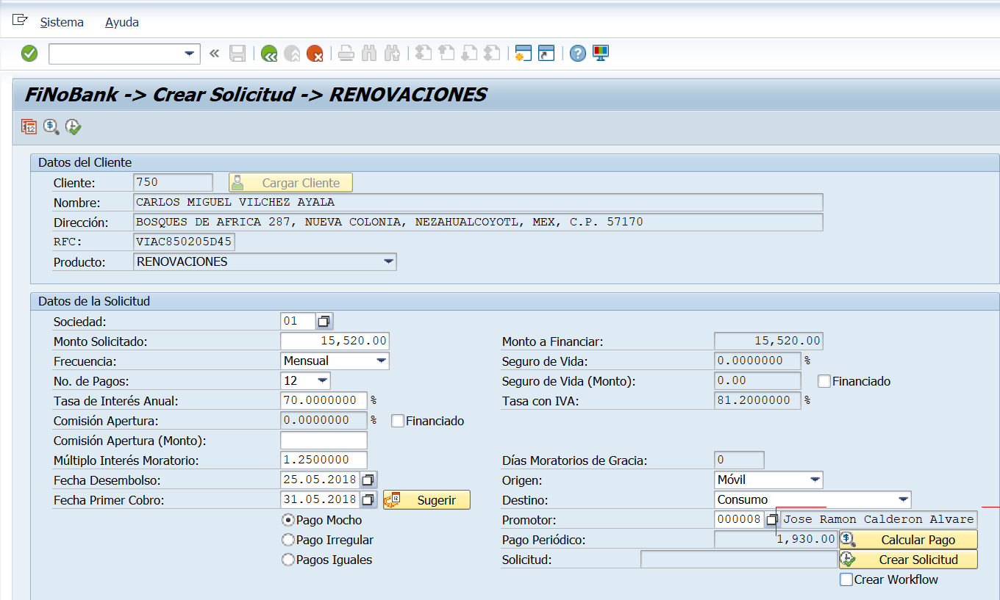 Sistema Ayuda
FiNoBank -> Crear Solicitud -> RENOVACIONES
Datos del Cliente
Cliente: 750 Cargar Cliente
Nombre: CARLOS MIGUEL VILCHEZ AYALA
Dirección: BOSQUES DE AFRICA 287, NUEVA COLONIA, NEZAHUALCOYOTL, MEX, C.P. 57170
RFC: VIAC850205D45
Producto: RENOVACIONES
Datos de la Solicitud
Sociedad: 01
Monto Solicitado: 15,520.00 Monto a Financiar: 15,520.00
Frecuencia: Mensual Seguro de Vida: 0.0000000 %
No. de Pagos: 12 Seguro de Vida (Monto): 0.00 Financiado
Tasa de Interés Anual: 70.0000000 % Tasa con IVA: 81.2000000 %
Comisión Apertura: 0.0000000 % Financiado
Comisión Apertura (Monto):
Múltiplo Interés Moratorio: 1.2500000 Días Moratorios de Gracia: 0
Fecha Desembolso: 25.05.2018 Origen: Móvil
Fecha Primer Cobro: 31.05.2018 Sugerir Destino: Consumo
Pago Mocho Promotor: 000008 Jose Ramon Calderon Alvare
Pago Irregular Pago Periódico: 1,930.00 Calcular Pago
Pagos Iguales Solicitud: Crear Solicitud
Crear Workflow